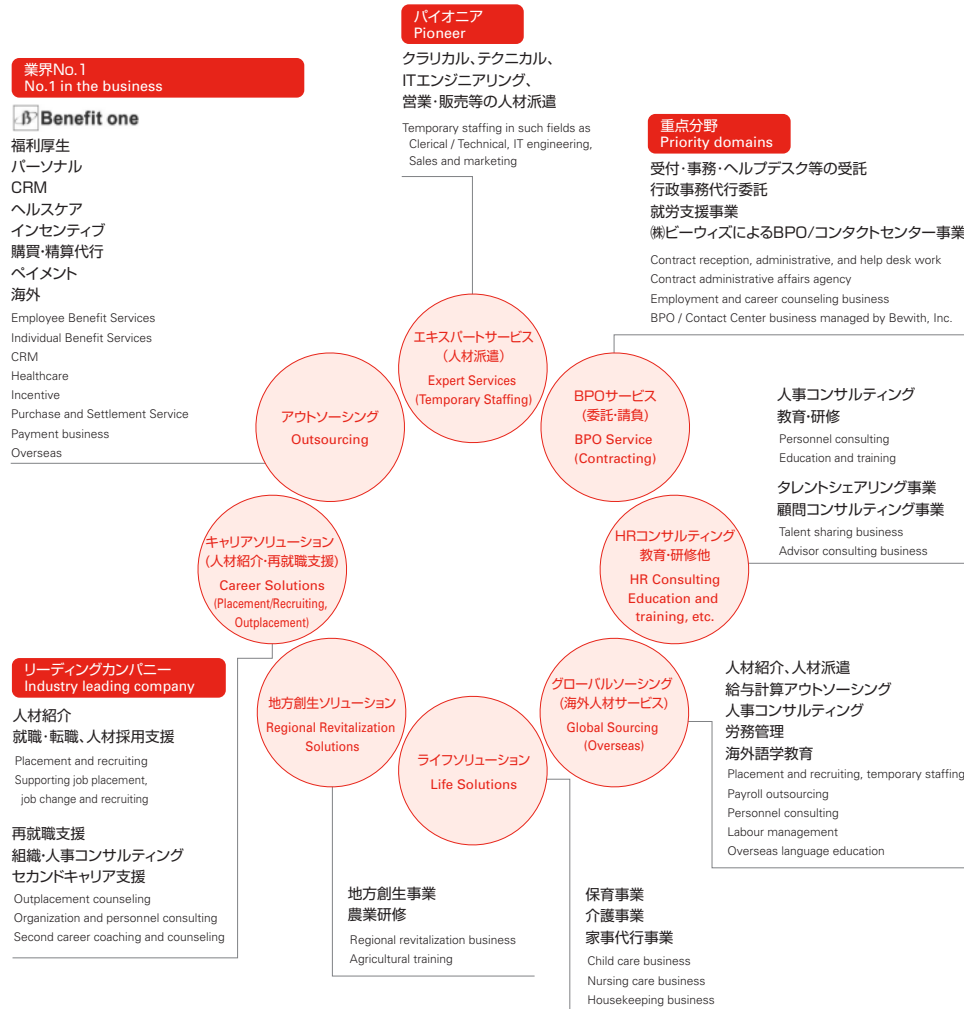 パイオニア
Pioneer
クラリカル、テクニカル、
ITエンジニアリング、
営業・販売等の人材派遣
Temporary staffing in such fields as
Clerical / Technical, IT engineering,
Sales and marketing
業界No.1
No.1 in the business
Benefit one
福利厚生
パーソナル
CRM
ヘルスケア
インセンティブ
購買・精算代行
ペイメント
海外
Employee Benefit Services
Individual Benefit Services
CRM
Healthcare
Incentive
Purchase and Settlement Service
Payment business
Overseas
重点分野
Priority domains
受付・事務・ヘルプデスク等の受託
行政事務代行委託
就労支援事業
㈱ビーウィズによるBPO/コンタクトセンター事業
Contract reception, administrative, and help desk work
Contract administrative affairs agency
Employment and career counseling business
BPO / Contact Center business managed by Bewith, Inc.
エキスパートサービス
(人材派遣)
Expert Services
(Temporary Staffing)
アウトソーシング
Outsourcing
BPOサービス
(委託・請負)
BPO Service
(Contracting)
人事コンサルティング
教育・研修
Personnel consulting
Education and training
タレントシェアリング事業
顧問コンサルティング事業
Talent sharing business
Advisor consulting business
キャリアソリューション
(人材紹介・再就職支援)
Career Solutions
(Placement/Recruiting,
Outplacement)
HRコンサルティング
教育・研修他
HR Consulting
Education and
training, etc.
リーディングカンパニー
Industry leading company
人材紹介
就職・転職、人材採用支援
Placement and recruiting
Supporting job placement,
job change and recruiting
再就職支援
組織・人事コンサルティング
セカンドキャリア支援
Outplacement counseling
Organization and personnel consulting
Second career coaching and counseling
地方創生ソリューション
Regional Revitalization
Solutions
ライフソリューション
Life Solutions
グローバルソーシング
(海外人材サービス)
Global Sourcing
(Overseas)
人材紹介、人材派遣
給与計算アウトソーシング
人事コンサルティング
労務管理
海外語学教育
Placement and recruiting, temporary staffing
Payroll outsourcing
Personnel consulting
Labour management
Overseas language education
地方創生事業
農業研修
Regional revitalization business
Agricultural training
保育事業
介護事業
家事代行事業
Child care business
Nursing care business
Housekeeping business